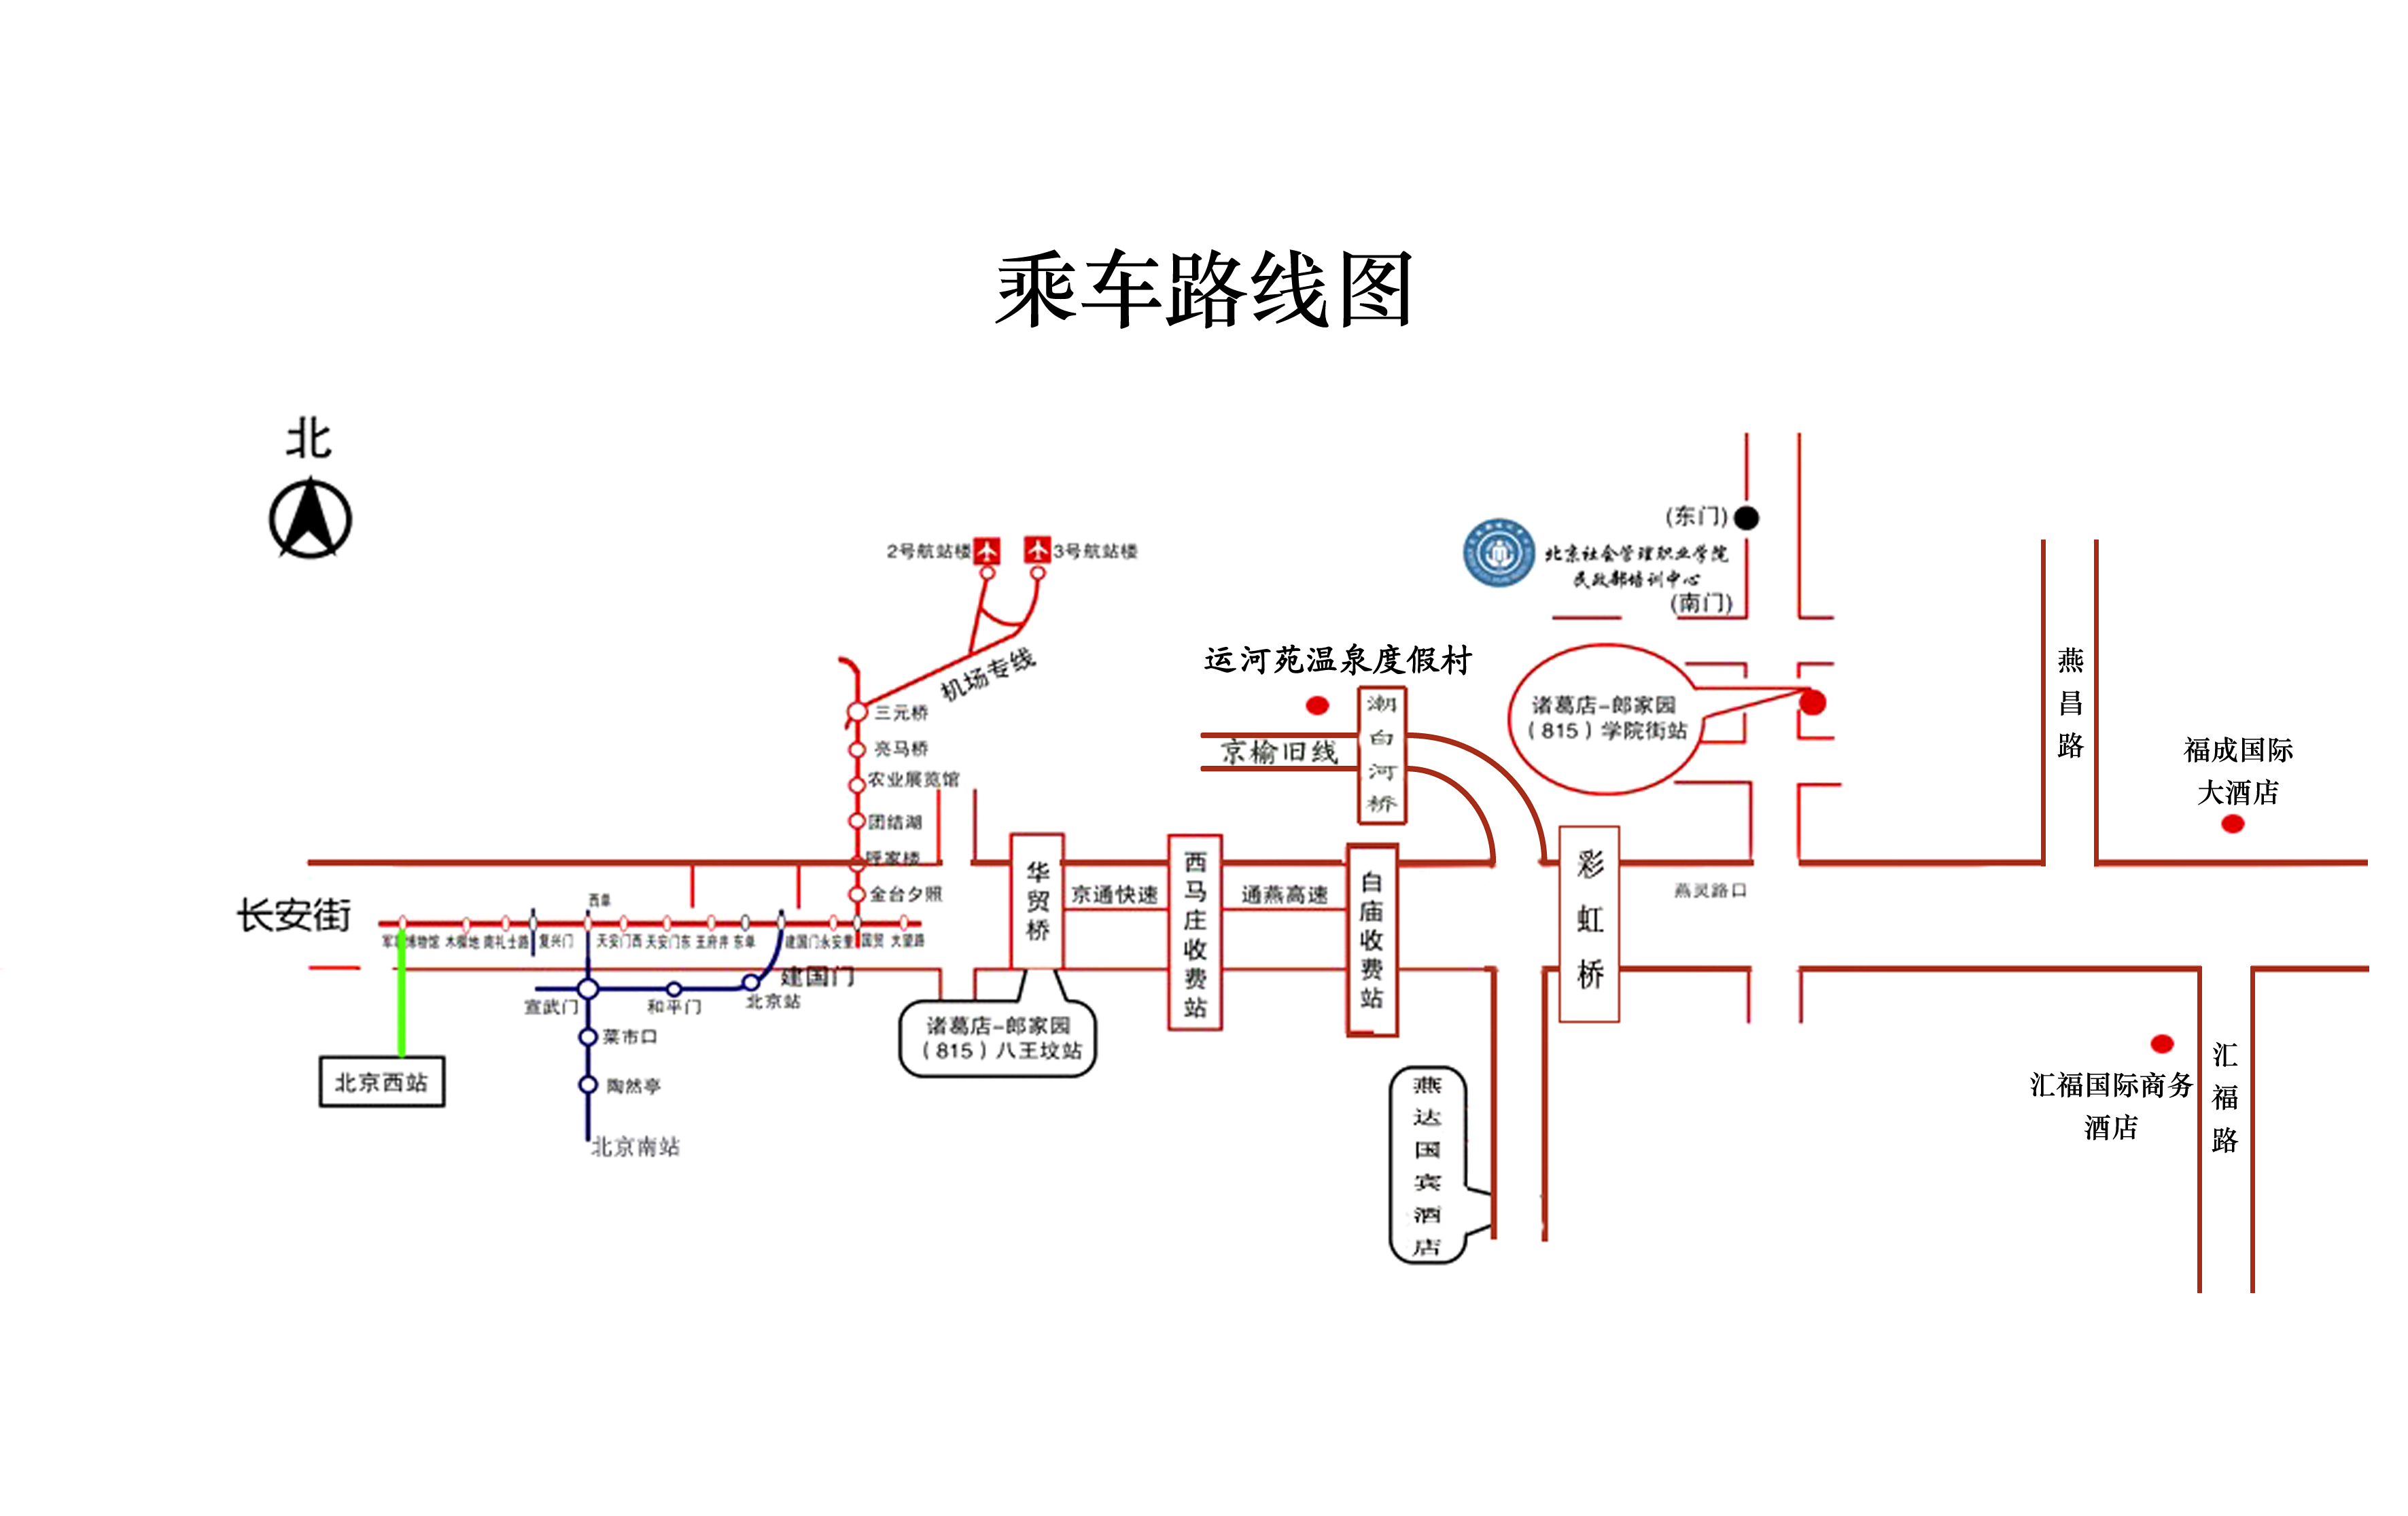 乘车路线图
北
2号航站楼
3号航站楼
机场专线
三元桥
亮马桥
农业展览馆
团结湖
呼家楼
金台夕照
长安街
西单
博物馆
木樨地
南礼士路
复兴门
天安门西
天安门东
王府井
东单
建国门
永安里
国贸
大望路
建国门
宣武门
和平门
北京站
菜市口
陶然亭
北京南站
北京西站
华贸桥
诸葛店-郎家园
（815）八王坟站
京通快速
西马庄收费站
通燕高速
白庙收费站
运河苑温泉度假村
京榆旧线
潮白河桥
燕达国宾酒店
彩虹桥
(东门)
北京社会管理职业学院
民政部培训中心
(南门)
诸葛店-郎家园
（815）学院街站
燕灵路口
燕昌路
福成国际
大酒店
汇福国际商务
酒店
汇福路